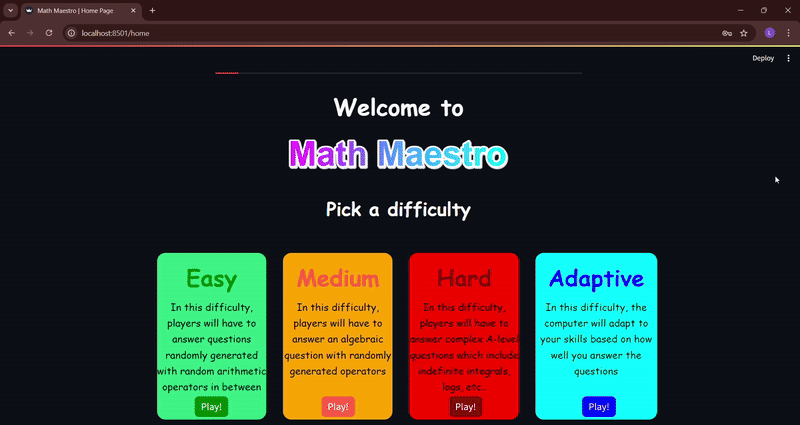 Math Maestro | Home Page
localhost:8501/home
L
Deploy
Welcome to
Math Maestro
Pick a difficulty
Easy
In this difficulty,
players will have to
answer questions
randomly generated
with random arithmetic
operators in between
Play!
Medium
In this difficulty,
players will have to
answer an algebraic
question with randomly
generated operators
Play!
Hard
In this difficulty,
players will have to
answer complex A-level
questions which include
indefinite integrals,
logs, etc..
Play!
Adaptive
In this difficulty, the
computer will adapt to
your skills based on how
well you answer the
questions
Play!